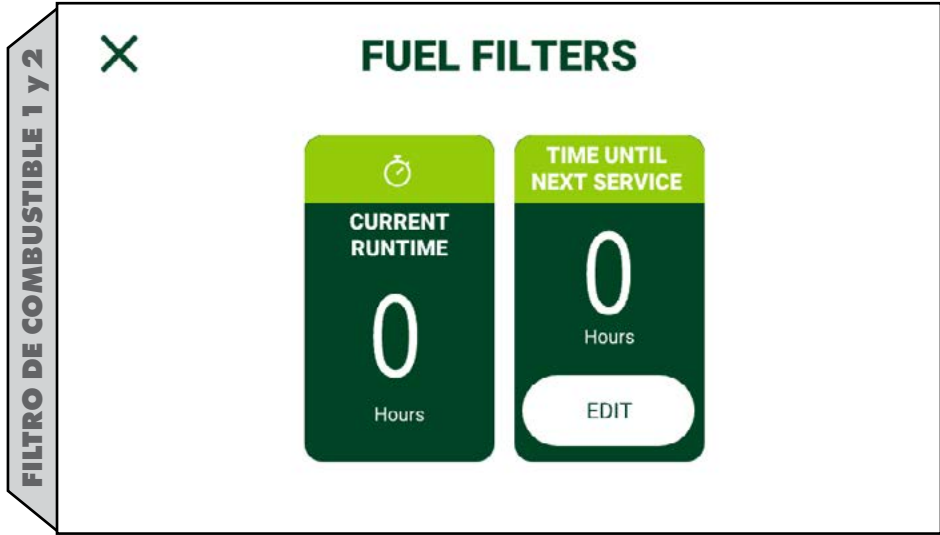 FILTRO DE COMBUSTIBLE 1 y 2
FUEL FILTERS
CURRENT
RUNTIME
0
Hours
TIME UNTIL
NEXT SERVICE
0
Hours
EDIT